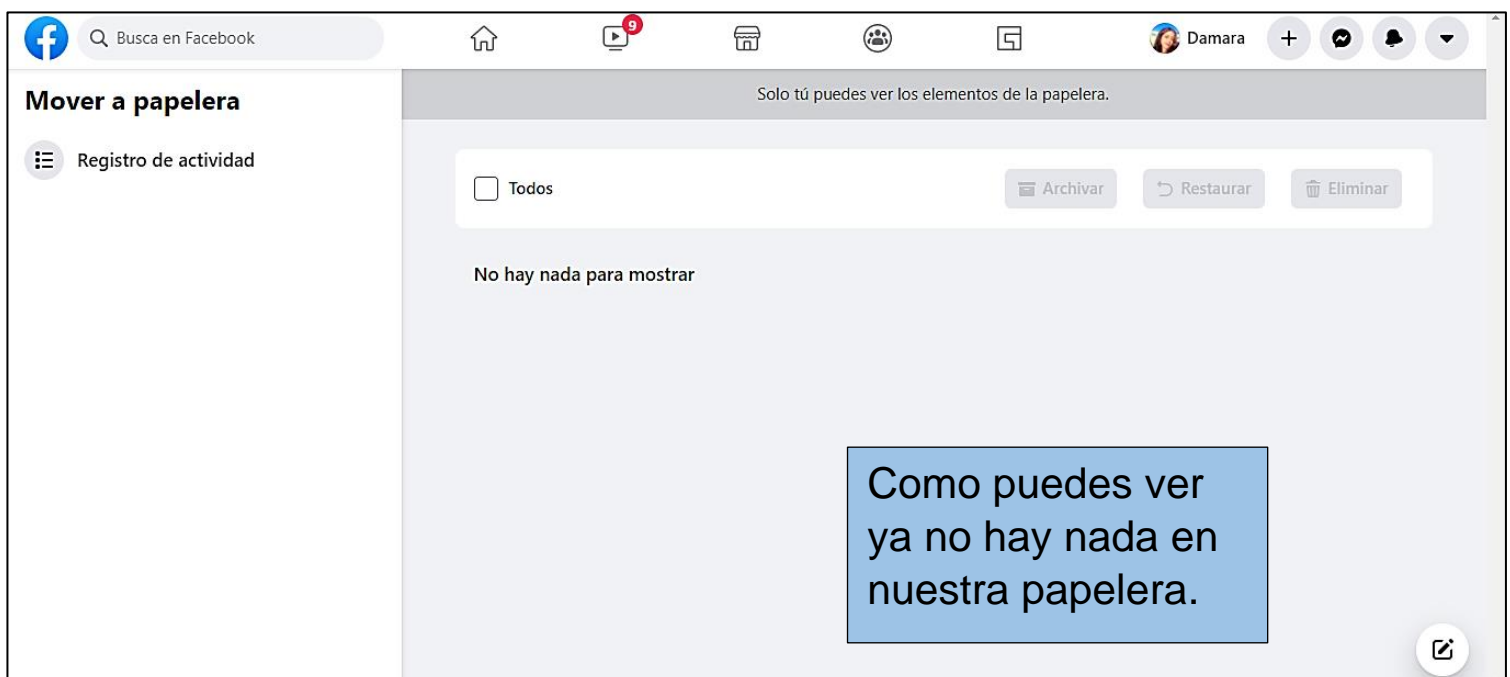 Busca en Facebook
9
Damara
Mover a papelera
Registro de actividad
Solo tú puedes ver los elementos de la papelera.
Todos
Archivar
Restaurar
Eliminar
No hay nada para mostrar
Como puedes ver
ya no hay nada en
nuestra papelera.